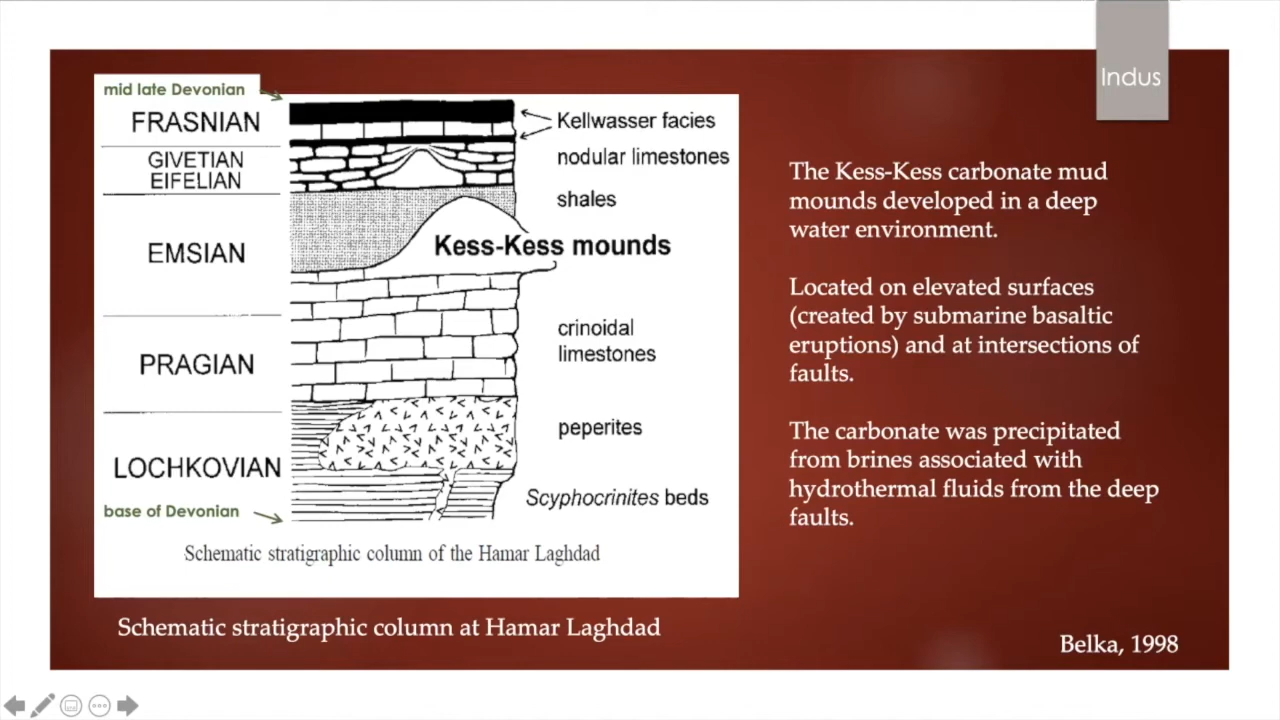 Indus
mid late Devonian
FRASNIAN
GIVETIAN
EIFELIAN
EMSIAN
PRAGIAN
LOCHKOVIAN
base of Devonian
Kellwasser facies
nodular limestones
shales
Kess-Kess mounds
crinoidal
limestones
peperites
Scyphocrinites beds
Schematic stratigraphic column of the Hamar Laghdad
Schematic stratigraphic column at Hamar Laghdad
The Kess-Kess carbonate mud
mounds developed in a deep
water environment.
Located on elevated surfaces
(created by submarine basaltic
eruptions) and at intersections of
faults.
The carbonate was precipitated
from brines associated with
hydrothermal fluids from the deep
faults.
Belka, 1998